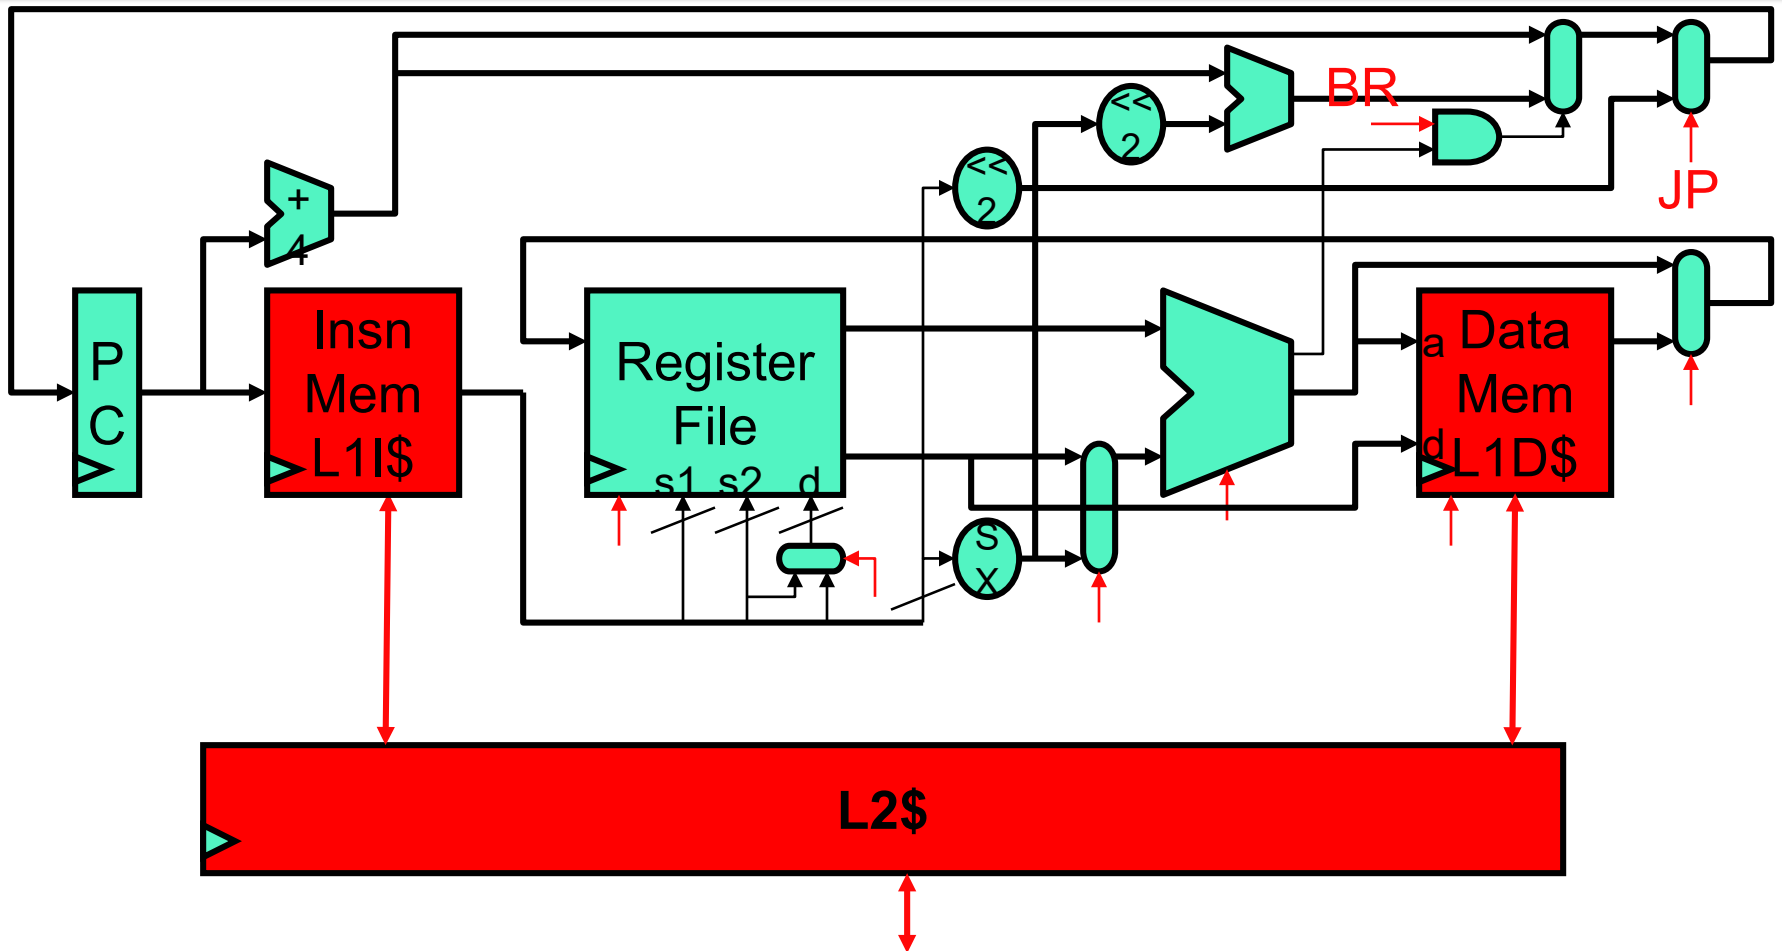 BR
<<
2
<<
2
JP
+
4
P
C
Insn
Mem
L1I$
Register
File
s1 s2 d
a
d
Data
Mem
L1D$
S
X
L2$